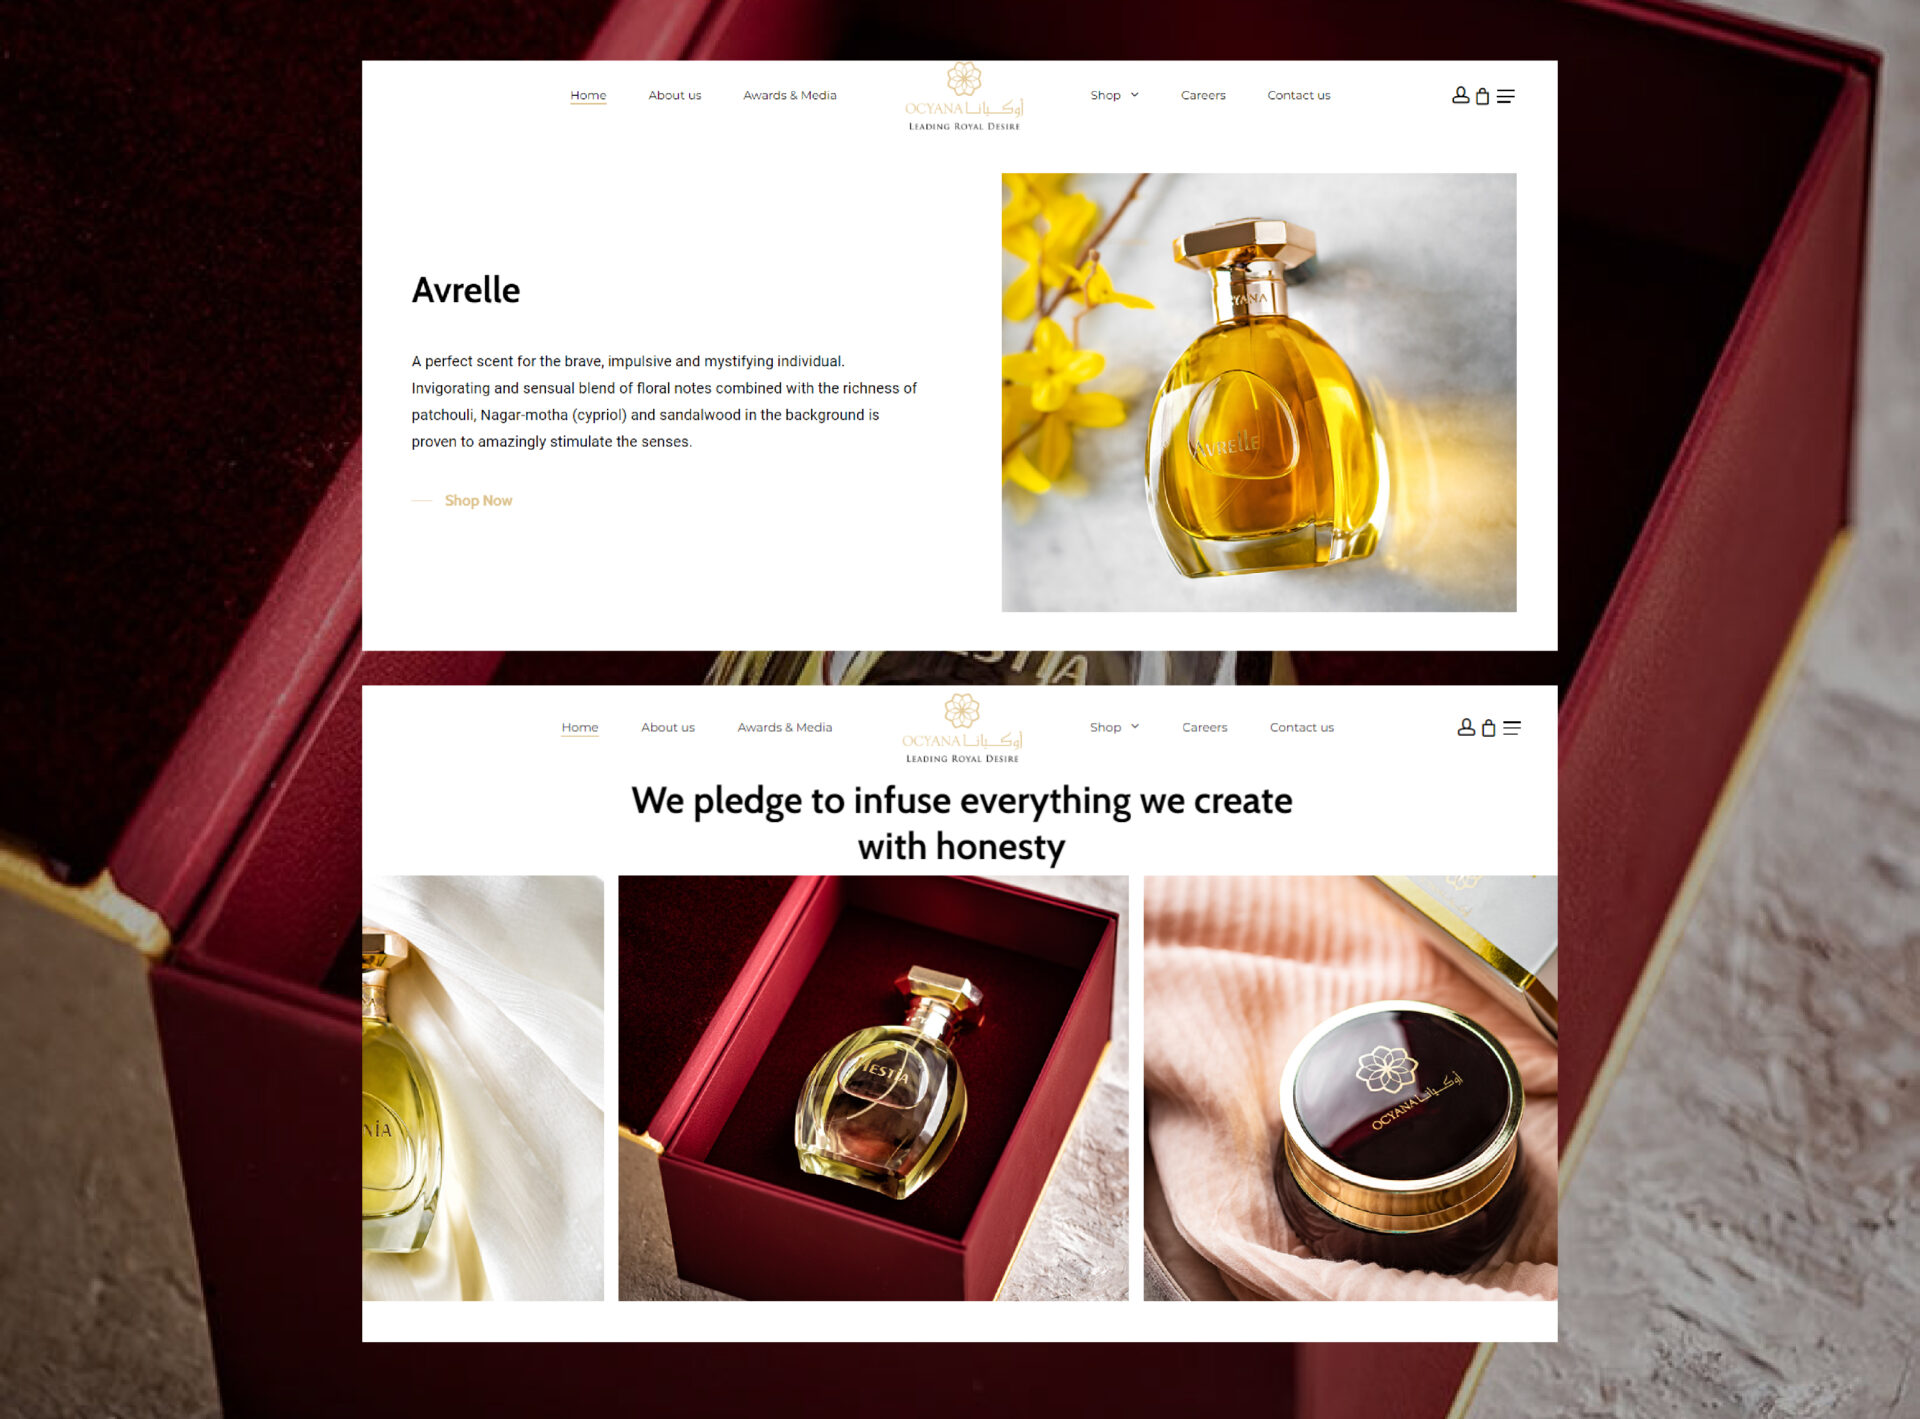 Home About us Awards & Media
OCYANA أوكيانا
LEADING ROYAL DESIRE
Shop Careers Contact us
Avrelle
A perfect scent for the brave, impulsive and mystifying individual.
Invigorating and sensual blend of floral notes combined with the richness of
patchouli, Nagar-motha (cypriol) and sandalwood in the background is
proven to amazingly stimulate the senses.
Shop Now
AVRELLE
Home About us Awards & Media
OCYANA أوكيانا
LEADING ROYAL DESIRE
Shop Careers Contact us
We pledge to infuse everything we create
with honesty
OCYANA أوكيانا